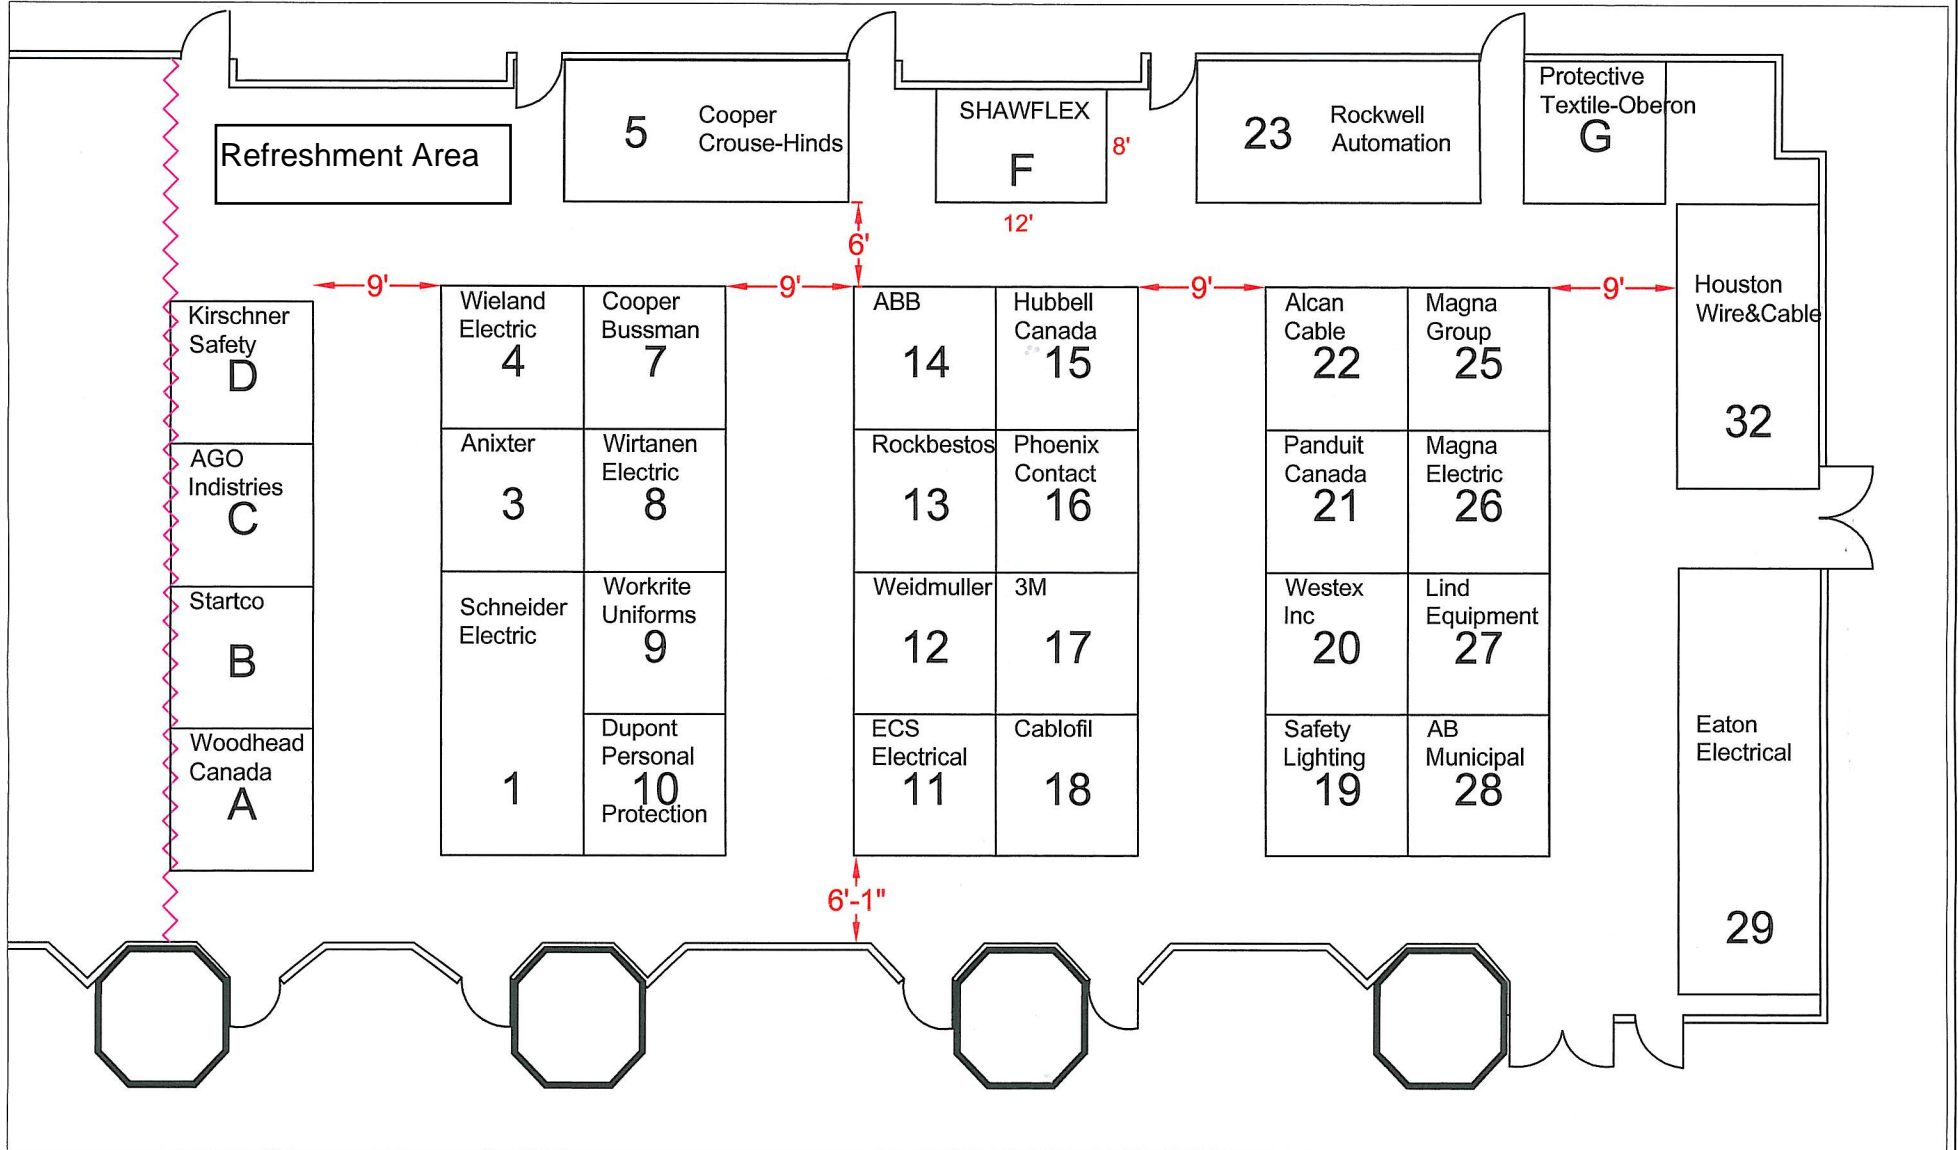 Refreshment Area
5
Cooper
Crouse-Hinds
SHAWFLEX
F
8'
12'
23
Rockwell
Automation
Protective
Textile-Oberon
G
6'
9'
9'
9'
9'
Kirschner
Safety
D
AGO
Indistries
C
Startco
B
Woodhead
Canada
A
Wieland
Electric
4
Anixter
3
Schneider
Electric
1
Cooper
Bussman
7
Wirtanen
Electric
8
Workrite
Uniforms
9
Dupont
Personal
10
Protection
ABB
14
Rockbestos
13
Weidmuller
12
ECS
Electrical
11
Hubbell
Canada
15
Phoenix
Contact
16
3M
17
Cablofil
18
Alcan
Cable
22
Panduit
Canada
21
Westex
Inc
20
Safety
Lighting
19
Magna
Group
25
Magna
Electric
26
Lind
Equipment
27
AB
Municipal
28
Houston
Wire&Cable
32
Eaton
Electrical
29
6'-1"